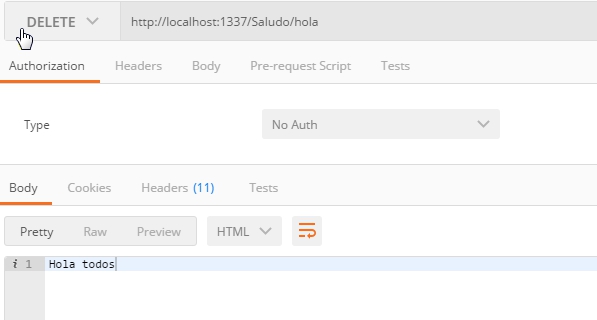 DELETE http://localhost:1337/Saludo/hola
Authorization Headers Body Pre-request Script Tests
Type No Auth
Body Cookies Headers (11) Tests
Pretty Raw Preview HTML
i 1 Hola todos